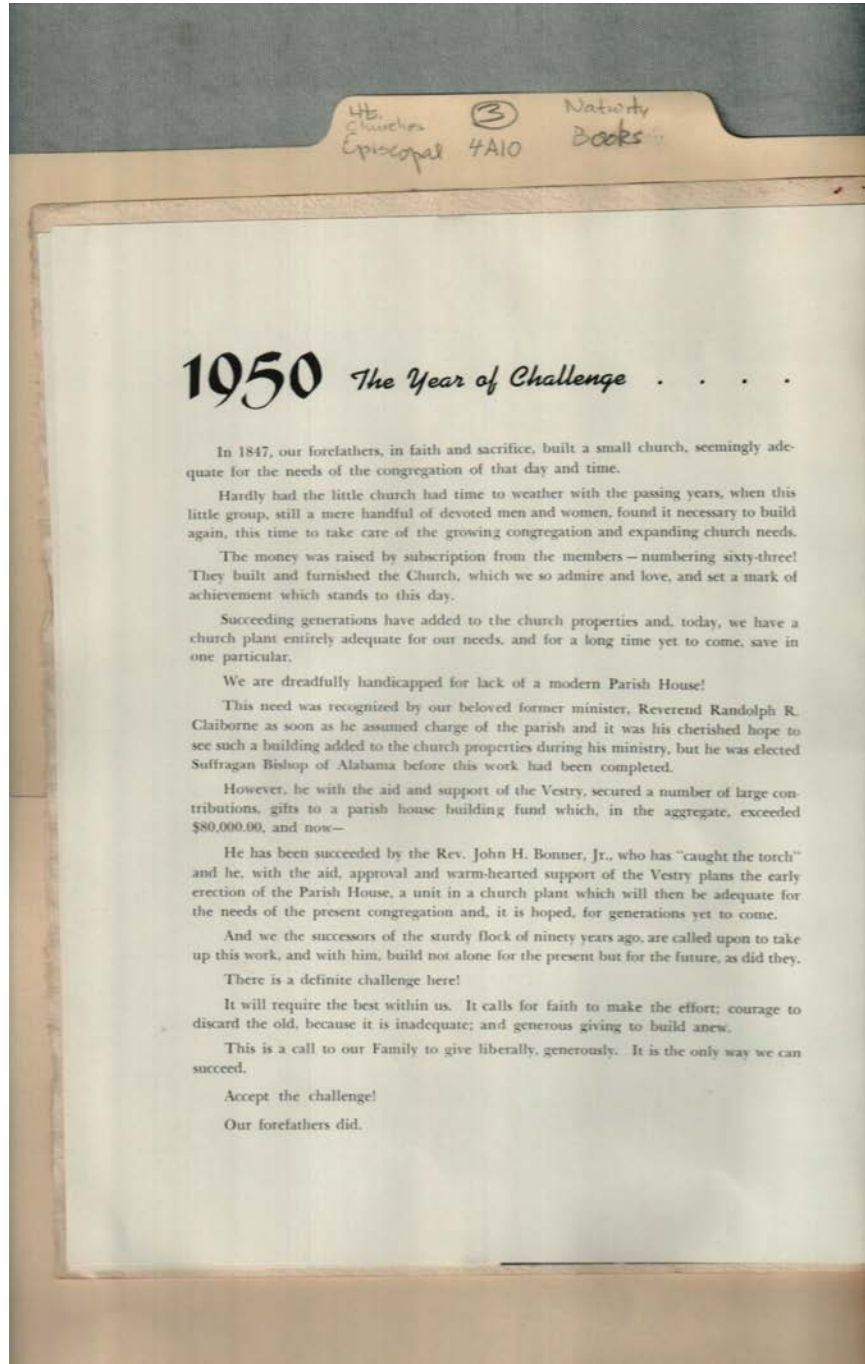 Hts.
Churches
Episcopal
3
4A10
Nativity
Books
1950 The Year of Challenge . . . .
In 1847, our forefathers, in faith and sacrifice, built a small church, seemingly ade-
quate for the needs of the congregation of that day and time.
Hardly had the little church had time to weather with the passing years, when this
little group, still a mere handful of devoted men and women, found it necessary to build
again, this time to take care of the growing congregation and expanding church needs.
The money was raised by subscription from the members — numbering sixty-three!
They built and furnished the Church, which we so admire and love, and set a mark of
achievement which stands to this day.
Succeeding generations have added to the church properties and, today, we have a
church plant entirely adequate for our needs, and for a long time yet to come, save in
one particular.
We are dreadfully handicapped for lack of a modern Parish House!
This need was recognized by our beloved former minister, Reverend Randolph R.
Claiborne as soon as he assumed charge of the parish and it was his cherished hope to
see such a building added to the church properties during his ministry, but he was elected
Suffragan Bishop of Alabama before this work had been completed.
However, he with the aid and support of the Vestry, secured a number of large con-
tributions, gifts to a parish house building fund which, in the aggregate, exceeded
$80,000.00, and now—
He has been succeeded by the Rev. John H. Bonner, Jr., who has "caught the torch"
and he, with the aid, approval and warm-hearted support of the Vestry plans the early
erection of the Parish House, a unit in a church plant which will then be adequate for
the needs of the present congregation and, it is hoped, for generations yet to come.
And we the successors of the sturdy flock of ninety years ago, are called upon to take
up this work, and with him, build not alone for the present but for the future, as did they.
There is a definite challenge here!
It will require the best within us. It calls for faith to make the effort; courage to
discard the old, because it is inadequate; and generous giving to build anew.
This is a call to our Family to give liberally, generously. It is the only way we can
succeed.
Accept the challenge!
Our forefathers did.